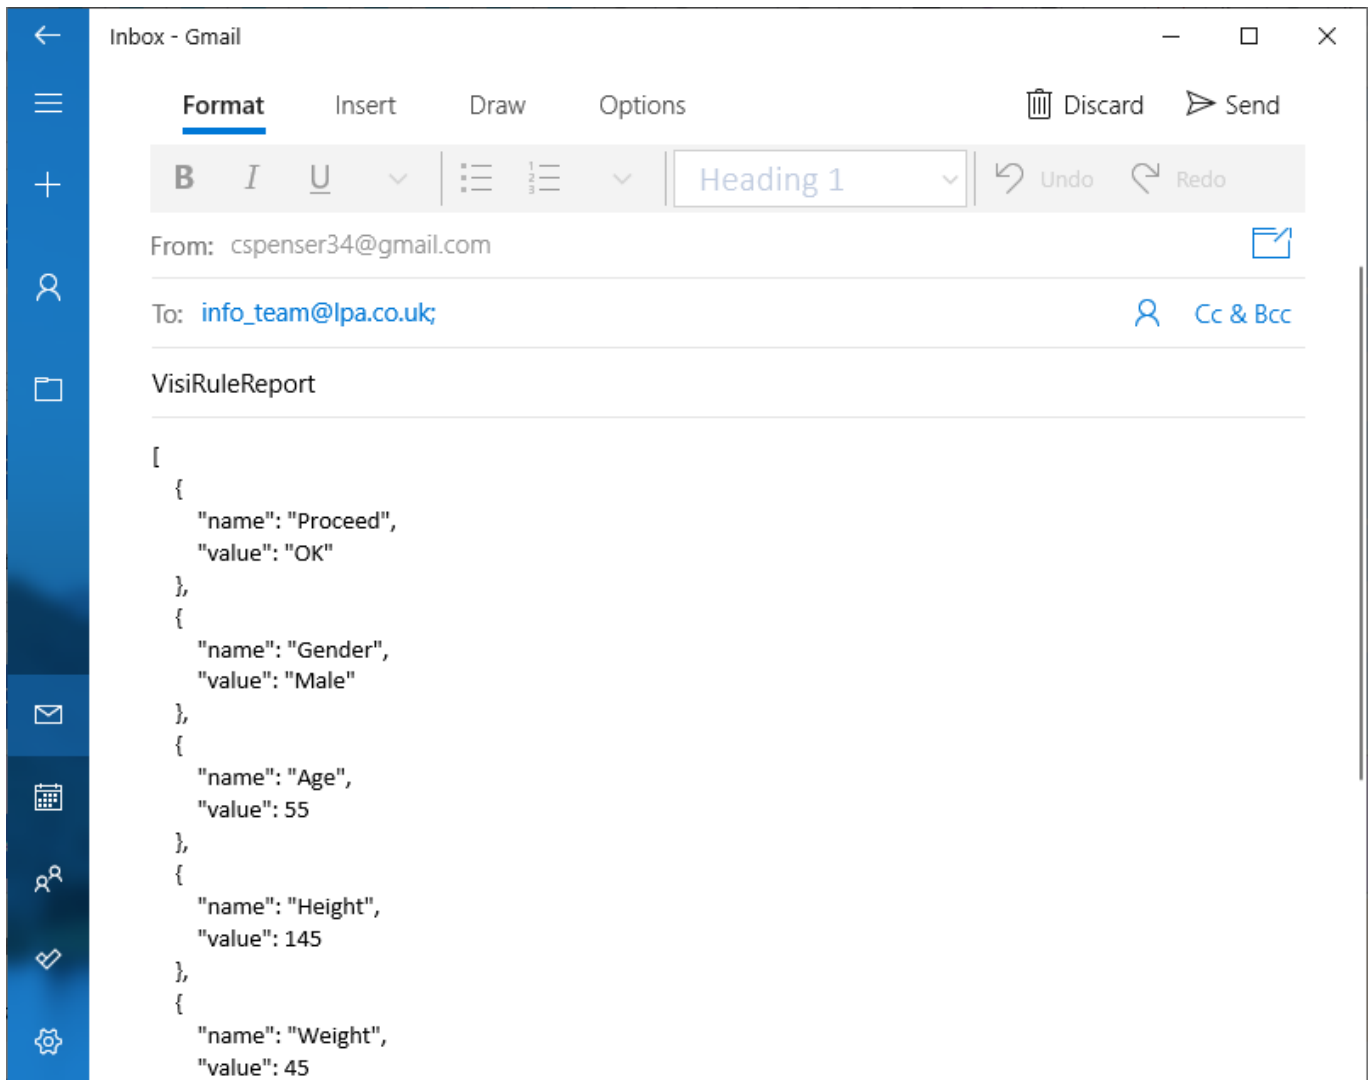 Inbox - Gmail
Format Insert Draw Options Discard Send
B I U Heading 1 Undo Redo
From: cspenser34@gmail.com
To: info_team@lpa.co.uk; Cc & Bcc
VisiRuleReport
[
{
"name": "Proceed",
"value": "OK"
},
{
"name": "Gender",
"value": "Male"
},
{
"name": "Age",
"value": 55
},
{
"name": "Height",
"value": 145
},
{
"name": "Weight",
"value": 45